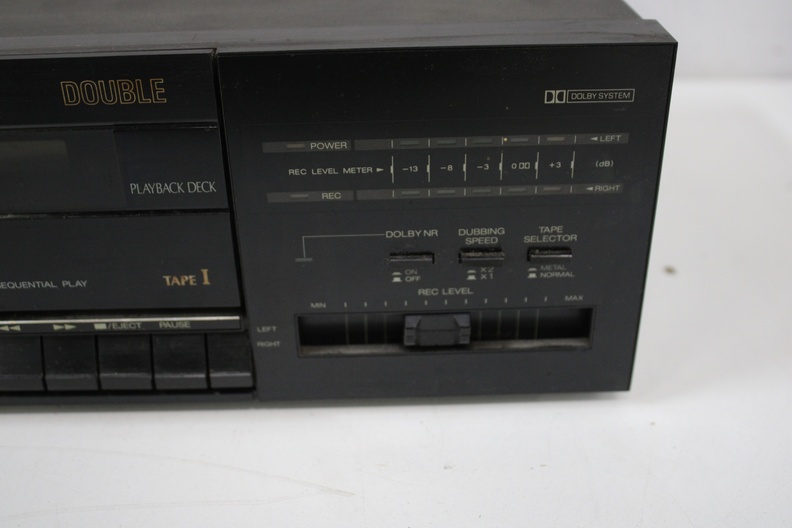 DOUBLE
PLAYBACK DECK
SEQUENTIAL PLAY
TAPE I
◀◀ ▶▶ ■/EJECT PAUSE
DOLBY SYSTEM
POWER
◄LEFT
REC LEVEL METER ► -13 -8 -3 0 +3 (dB)
REC
◄RIGHT
DOLBY NR
DUBBING SPEED
TAPE SELECTOR
ON
OFF
X2
X1
METAL
NORMAL
REC LEVEL
MIN
MAX
LEFT
RIGHT